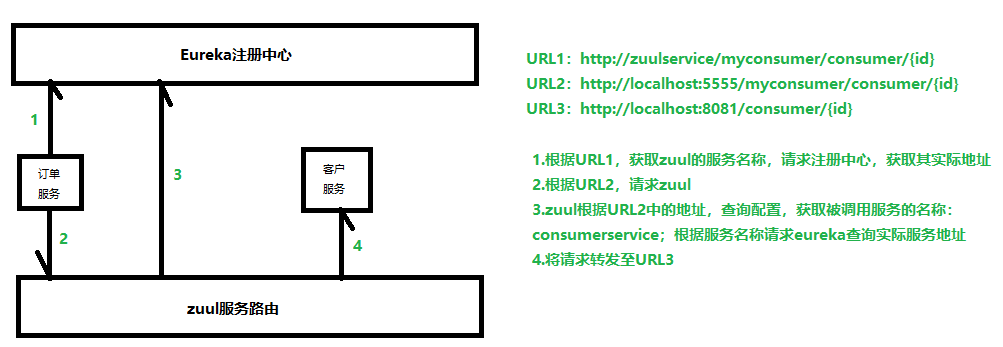 Eureka注册中心
1
3
订单
服务
客户
服务
2
4
zuul服务路由
URL1：http://zuulservice/myconsumer/consumer/{id}
URL2：http://localhost:5555/myconsumer/consumer/{id}
URL3：http://localhost:8081/consumer/{id}
1.根据URL1，获取zuul的服务名称，请求注册中心，获取其实际地址
2.根据URL2，请求zuul
3.zuul根据URL2中的地址，查询配置，获取被调用服务的名称：
consumerservice；根据服务名称请求eureka查询实际服务地址
4.将请求转发至URL3